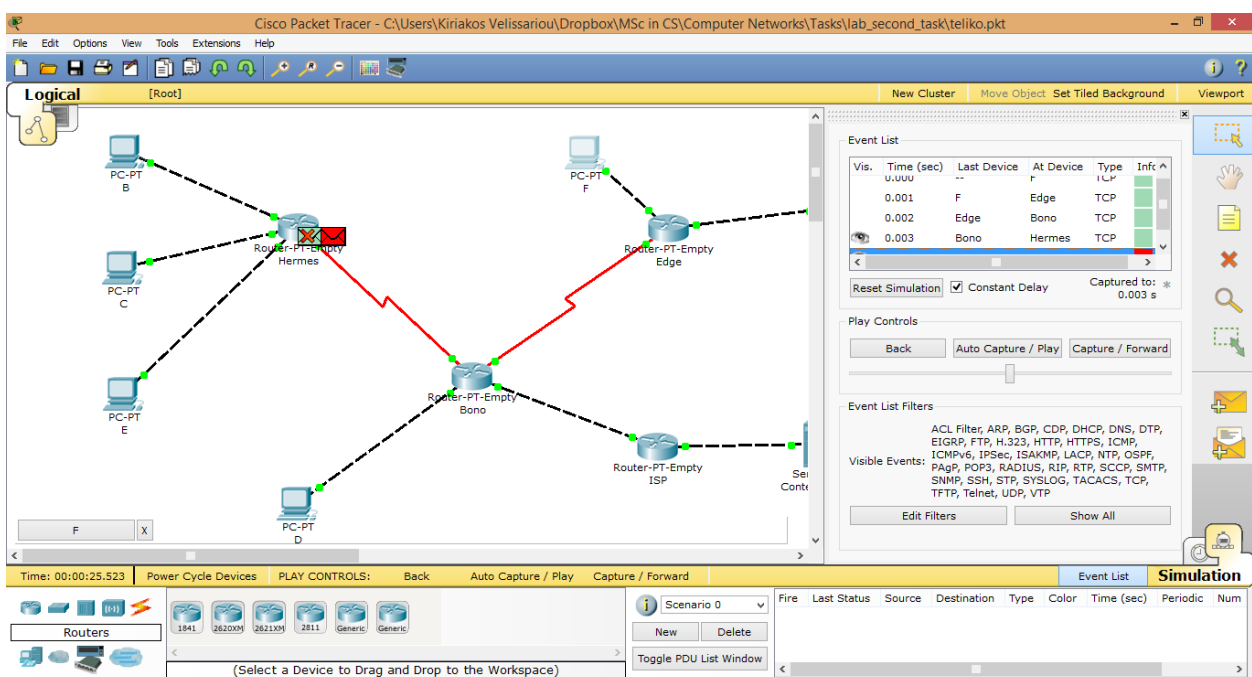 Cisco Packet Tracer - C:\Users\Kiriakos Velissariou\Dropbox\MSc in CS\Computer Networks\Tasks\lab_second_task\teliko.pkt
File Edit Options View Tools Extensions Help
Logical [Root] New Cluster Move Object Set Tiled Background Viewport
PC-PT
B
PC-PT
C
PC-PT
E
Router-PT-Empty
Hermes
PC-PT
F
Router-PT-Empty
Edge
Router-PT-Empty
Bono
Router-PT-Empty
ISP
PC-PT
D
F X
Event List
Vis. Time (sec) Last Device At Device Type
0.000 -- F TCP
0.001 F Edge TCP
0.002 Edge Bono TCP
0.003 Bono Hermes TCP
Reset Simulation Constant Delay Captured to:
0.003 s
Play Controls
Back Auto Capture / Play Capture / Forward
Event List Filters
Visible Events:
ACL Filter, ARP, BGP, CDP, DHCP, DNS, DTP,
EIGRP, FTP, H.323, HTTP, HTTPS, ICMP,
ICMPv6, IPSec, ISAKMP, LACP, NTP, OSPF,
PAgP, POP3, RADIUS, RIP, RTP, SCCP, SMTP,
SNMP, SSH, STP, SYSLOG, TACACS, TCP,
TFTP, Telnet, UDP, VTP
Edit Filters Show All
Time: 00:00:25.523 Power Cycle Devices PLAY CONTROLS: Back Auto Capture / Play Capture / Forward Event List Simulation
Routers
1841 2620XM 2621XM 2811 Generic Generic
(Select a Device to Drag and Drop to the Workspace)
Scenario 0
New Delete
Toggle PDU List Window
Fire Last Status Source Destination Type Color Time (sec) Periodic Num